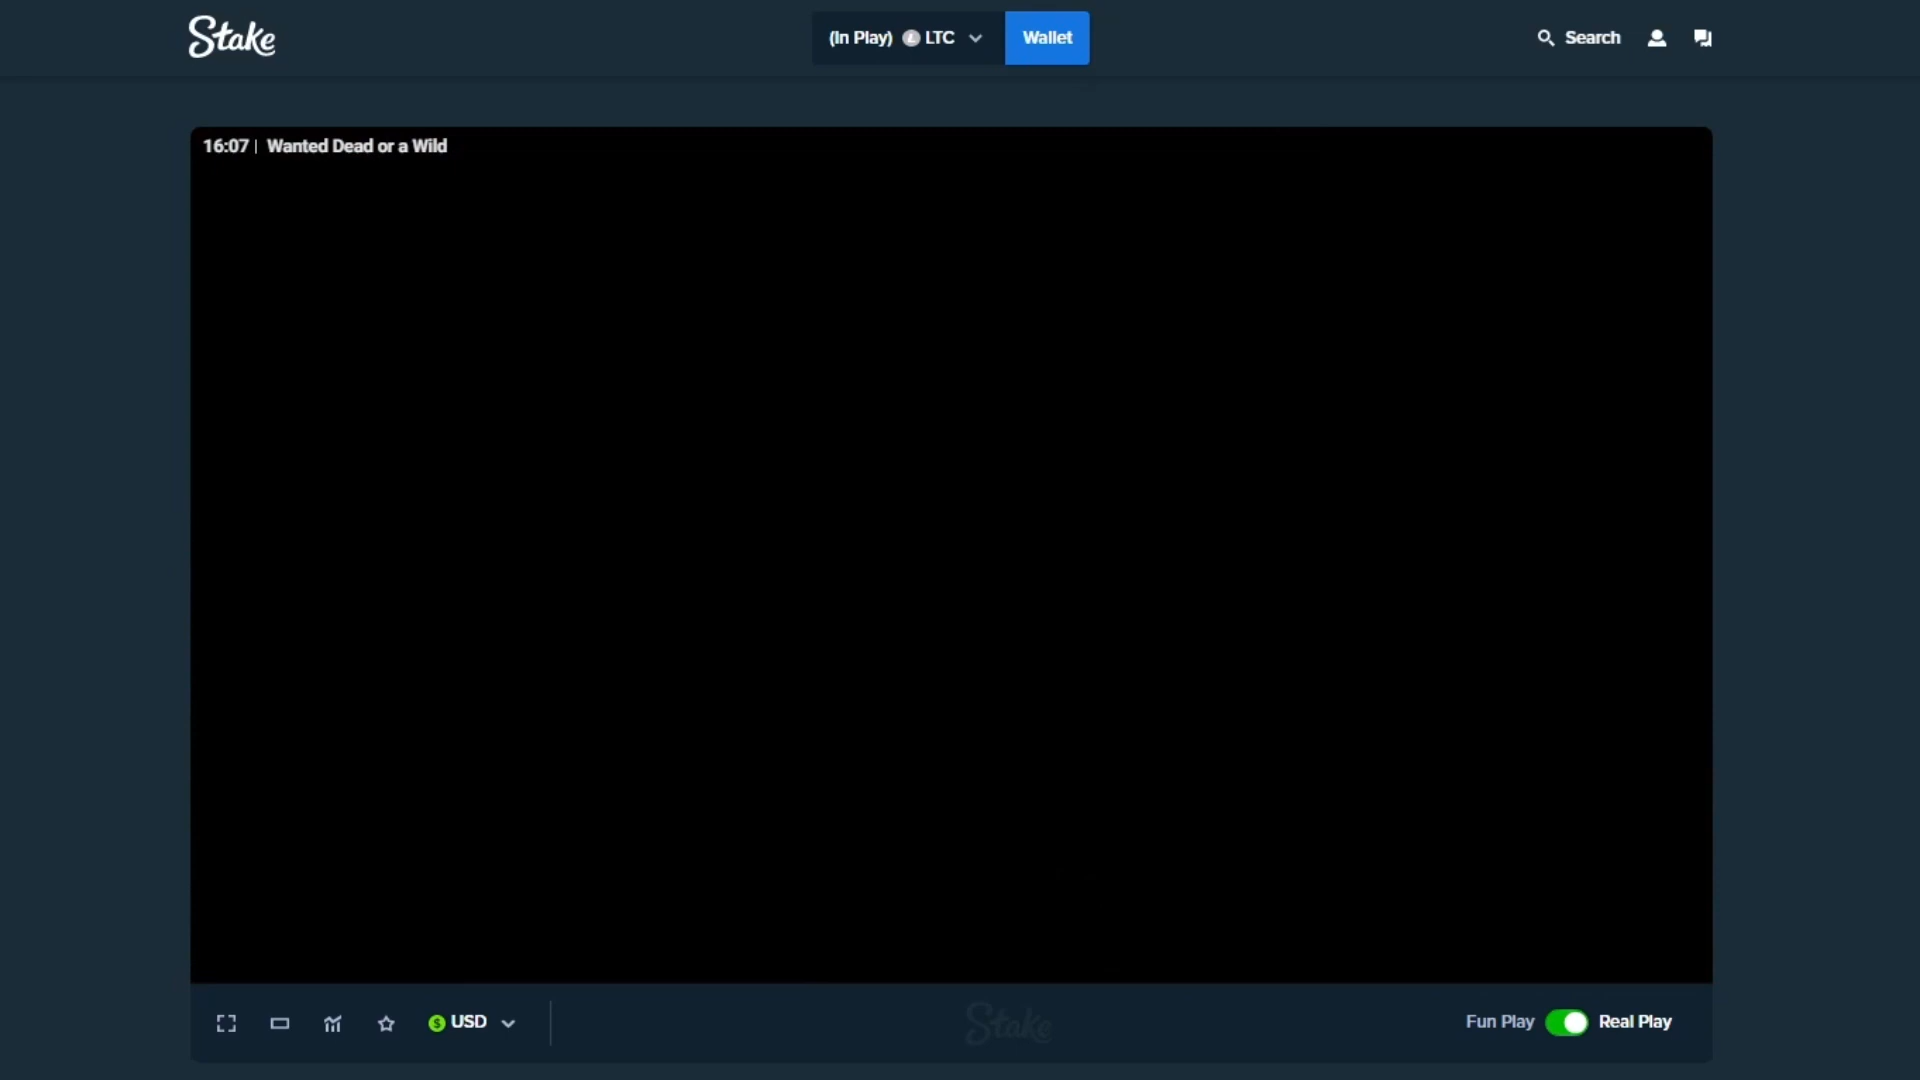 Stake
(In Play) LTC
Wallet
Search
16:07 | Wanted Dead or a Wild
USD
Stake
Fun Play
Real Play